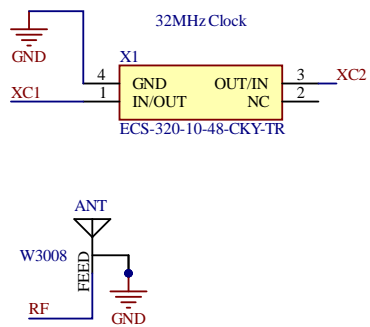 32MHz Clock
X1
GND
4 GND OUT/IN 3 XC2
XC1 1 IN/OUT NC 2
ECS-320-10-48-CKY-TR
ANT
W3008
FEED
RF
GND